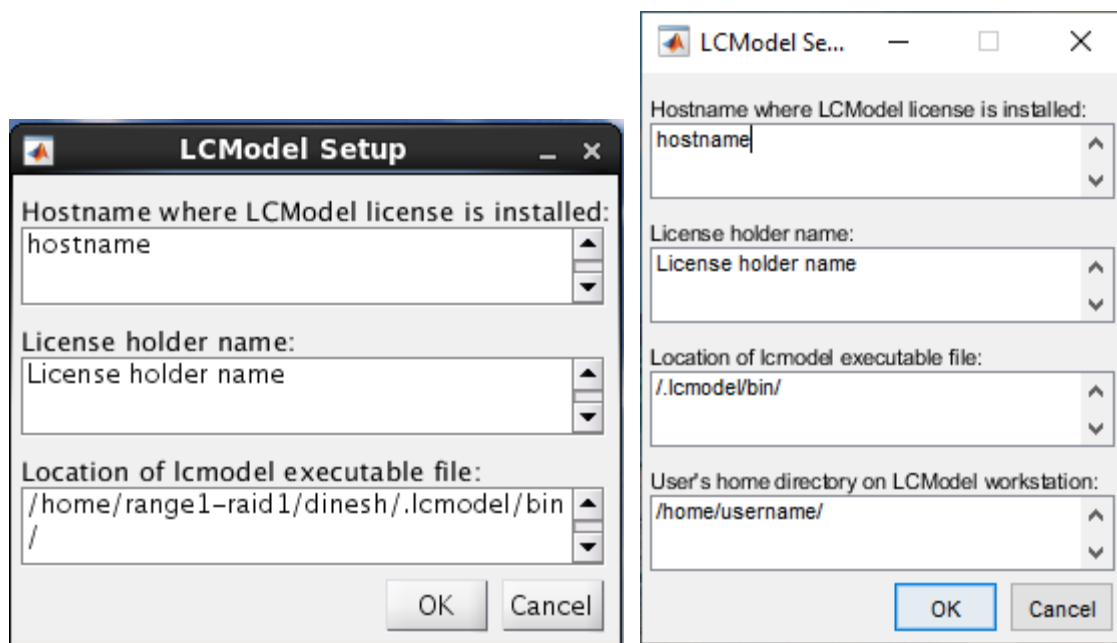 LCModel Setup
Hostname where LCModel license is installed:
hostname
License holder name:
License holder name
Location of lcmodel executable file:
/home/range1-raid1/dinesh/.lcmodel/bin
/
OK
Cancel
LCModel Se...
Hostname where LCModel license is installed:
hostname
License holder name:
License holder name
Location of lcmodel executable file:
/.lcmodel/bin/
User's home directory on LCModel workstation:
/home/username/
OK
Cancel